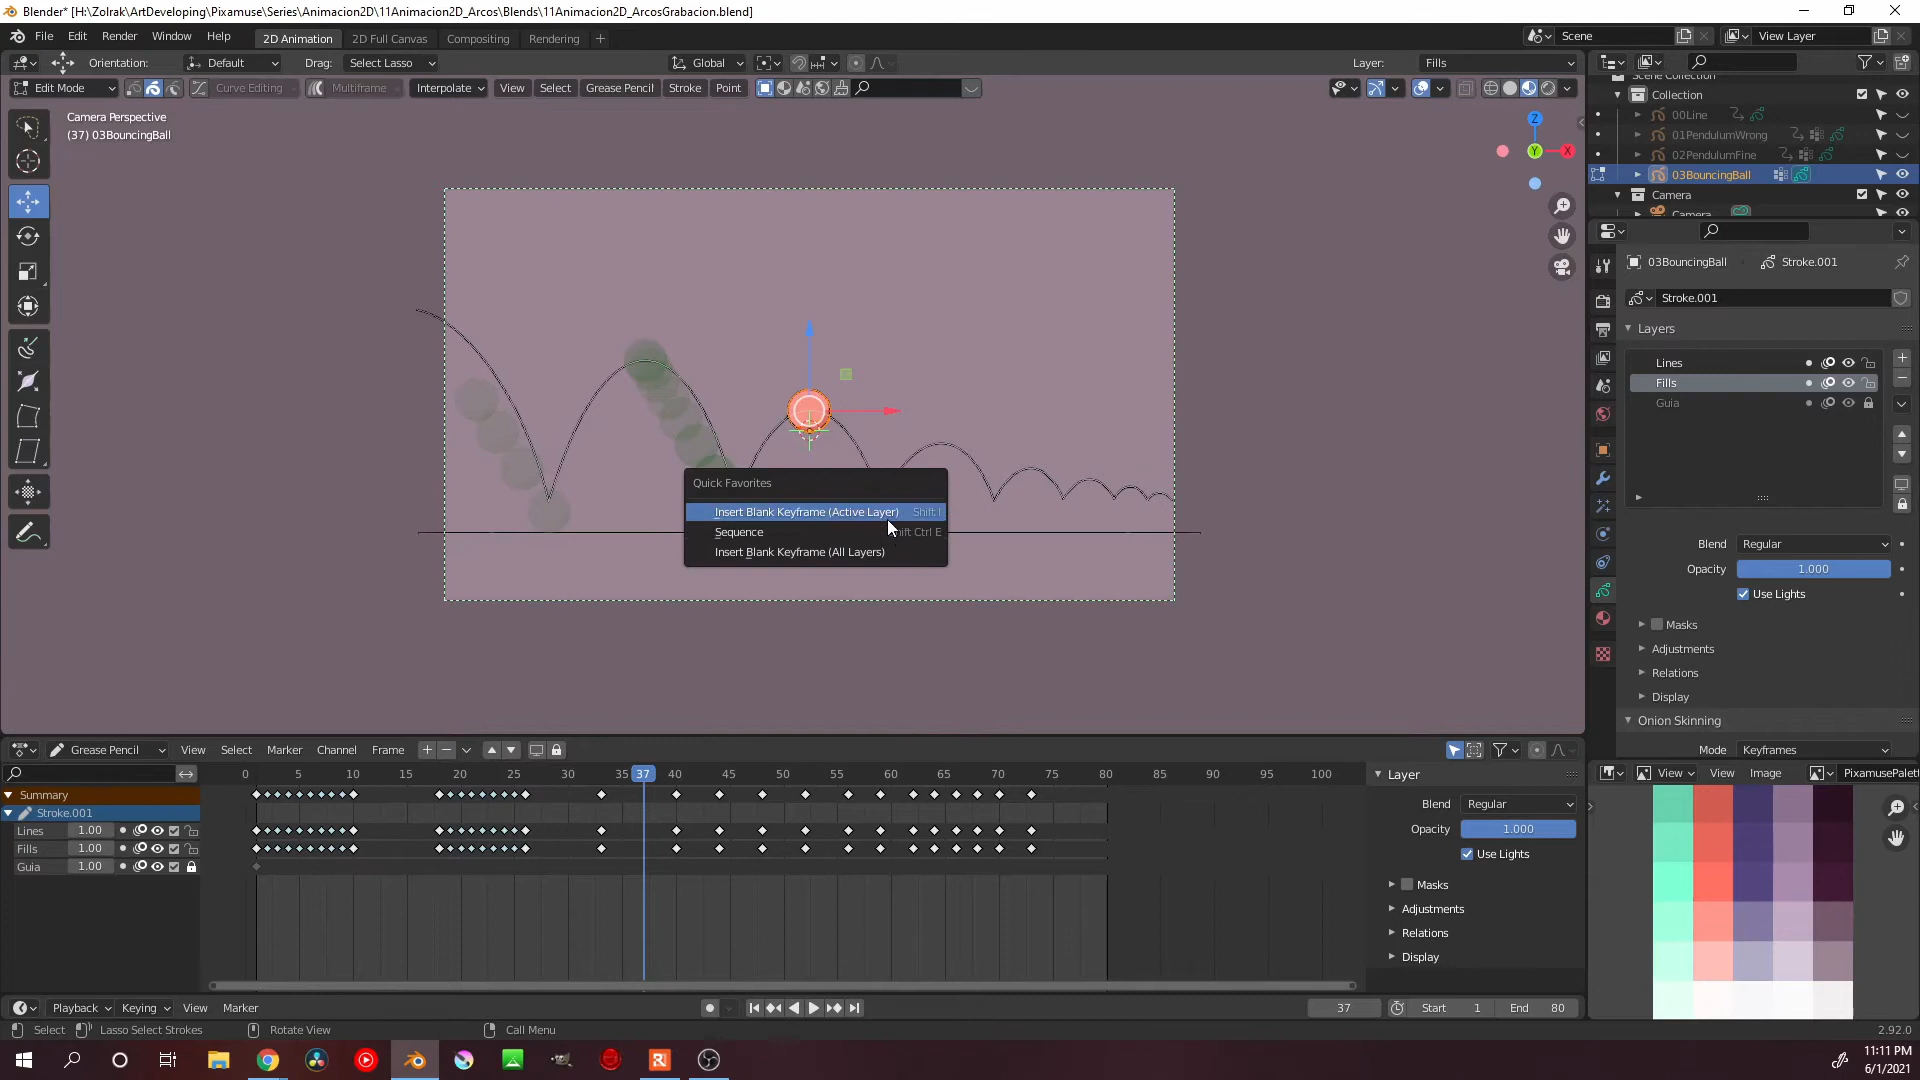 Blender* [H:\Zolrak\ArtDeveloping\Pixamuse\Series\Animacion2D\11Animacion2D_Arcos\Blends\11Animacion2D_ArcosGrabacion.blend]
File Edit Render Window Help 2D Animation 2D Full Canvas Compositing Rendering + Scene View Layer
Orientation: Default Drag: Select Lasso Global Layer: Fills
Edit Mode Curve Editing Multiframe Interpolate View Select Grease Pencil Stroke Point
Scene Collection
Collection
00Line
01PendulumWrong
02PendulumFine
03BouncingBall
Camera
Camera
Camera Perspective
(37) 03BouncingBall
Z
Y
X
Quick Favorites
Insert Blank Keyframe (Active Layer) Shift I
Sequence hift Ctrl E
Insert Blank Keyframe (All Layers)
03BouncingBall Stroke.001
Stroke.001
Layers
Lines
Fills
Guia
Blend Regular
Opacity 1.000
Use Lights
Masks
Adjustments
Relations
Display
Onion Skinning
Mode Keyframes
Grease Pencil View Select Marker Channel Frame
0 5 10 15 20 25 30 35 37 40 45 50 55 60 65 70 75 80 85 90 95 100
Summary
Stroke.001
Lines 1.00
Fills 1.00
Guia 1.00
Layer
Blend Regular
Opacity 1.000
Use Lights
Masks
Adjustments
Relations
Display
View View Image PixamusePalett
Playback Keying View Marker 37 Start 1 End 80
Select Lasso Select Strokes Rotate View Call Menu 2.92.0
11:11 PM
6/1/2021